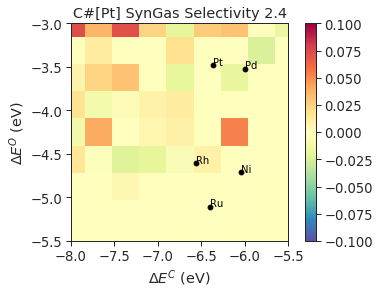 C#[Pt] SynGas Selectivity 2.4
−3.0
−3.5
−4.0
−4.5
−5.0
−5.5
ΔE^O (eV)
Pt
Pd
Rh
Ni
Ru
−8.0 −7.5 −7.0 −6.5 −6.0 −5.5
ΔE^C (eV)
0.100
0.075
0.050
0.025
0.000
−0.025
−0.050
−0.075
−0.100